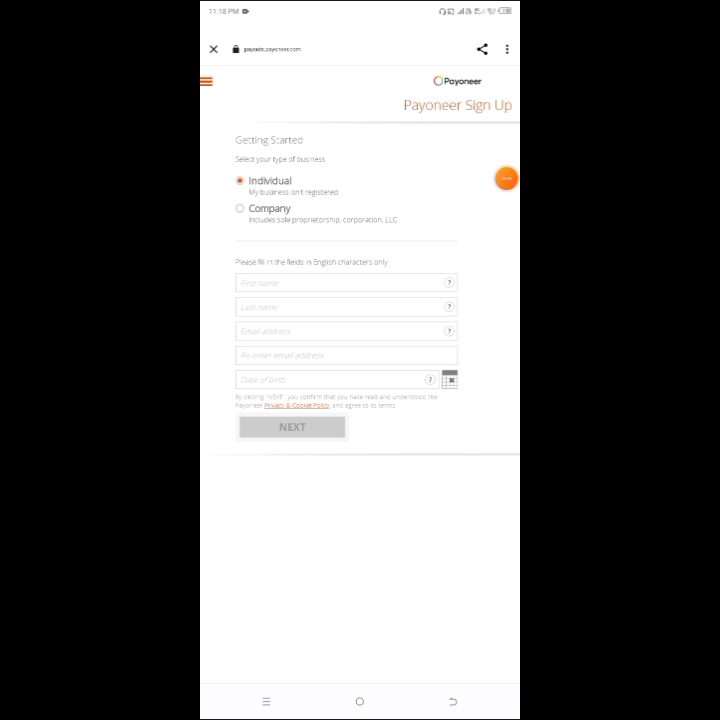 11:18 PM
payouts.payoneer.com
Payoneer
Payoneer Sign Up
Getting Started
Select your type of business
Individual
My business isn't registered
Company
Includes sole proprietorship, corporation, LLC
Please fill in the fields in English characters only
First name ?
Last name ?
Email address ?
Re-enter email address
Date of birth ?
By clicking "NEXT" you confirm that you have read and understood the
Payoneer Privacy & Cookie Policy, and agree to its terms
NEXT